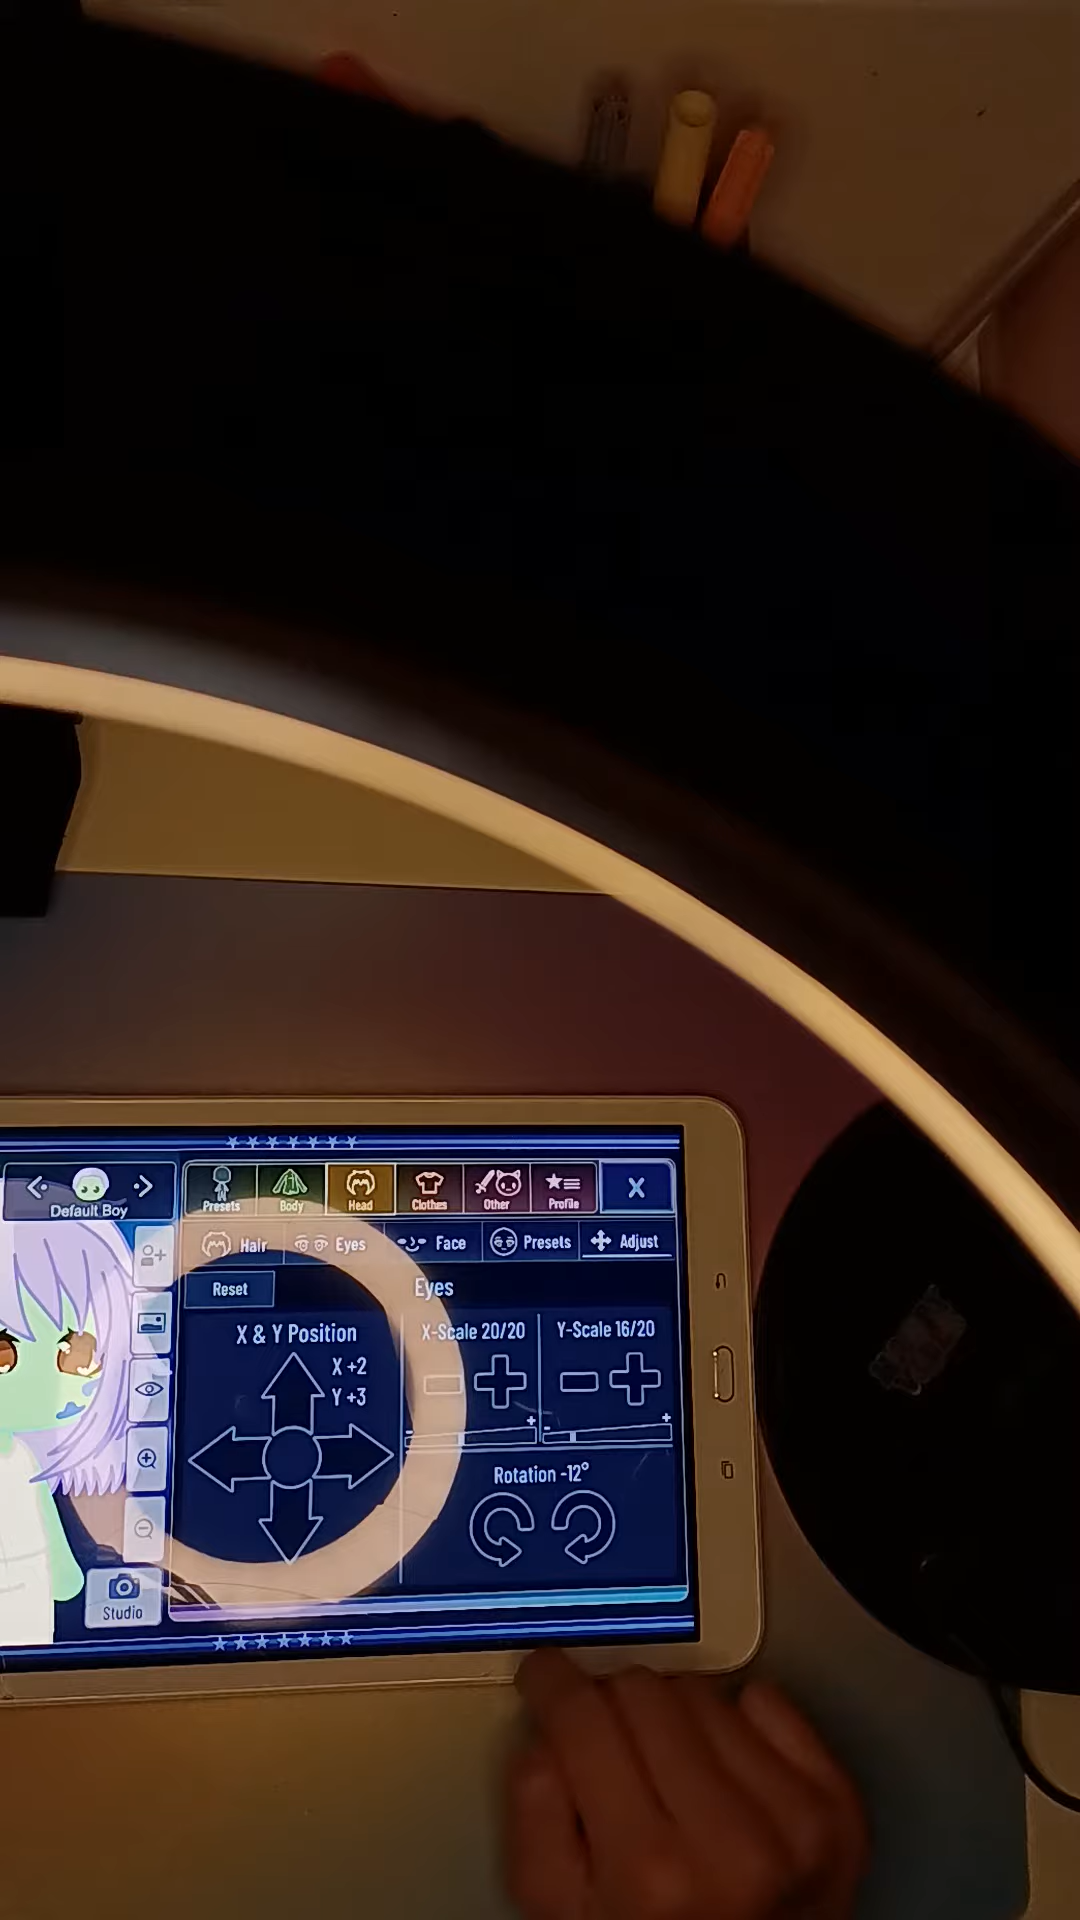 Default Boy
Presets
Body
Head
Clothes
Other
Profile
X
Hair
Eyes
Face
Presets
Adjust
Reset
Eyes
X & Y Position
X +2
Y +3
X-Scale 20/20
Y-Scale 16/20
- +
- +
Rotation -12°
Studio